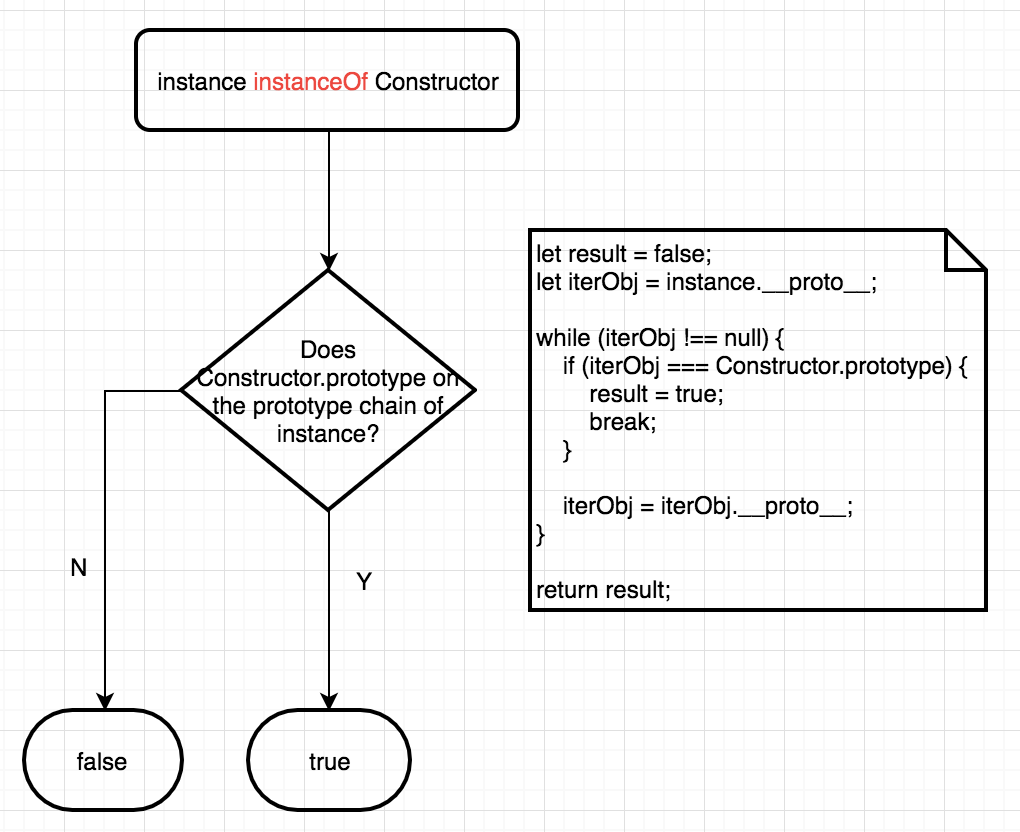 instance instanceOf Constructor
Does
Constructor.prototype on
the prototype chain of
instance?
N
Y
false
true
let result = false;
let iterObj = instance.__proto__;
while (iterObj !== null) {
if (iterObj === Constructor.prototype) {
result = true;
break;
}
iterObj = iterObj.__proto__;
}
return result;